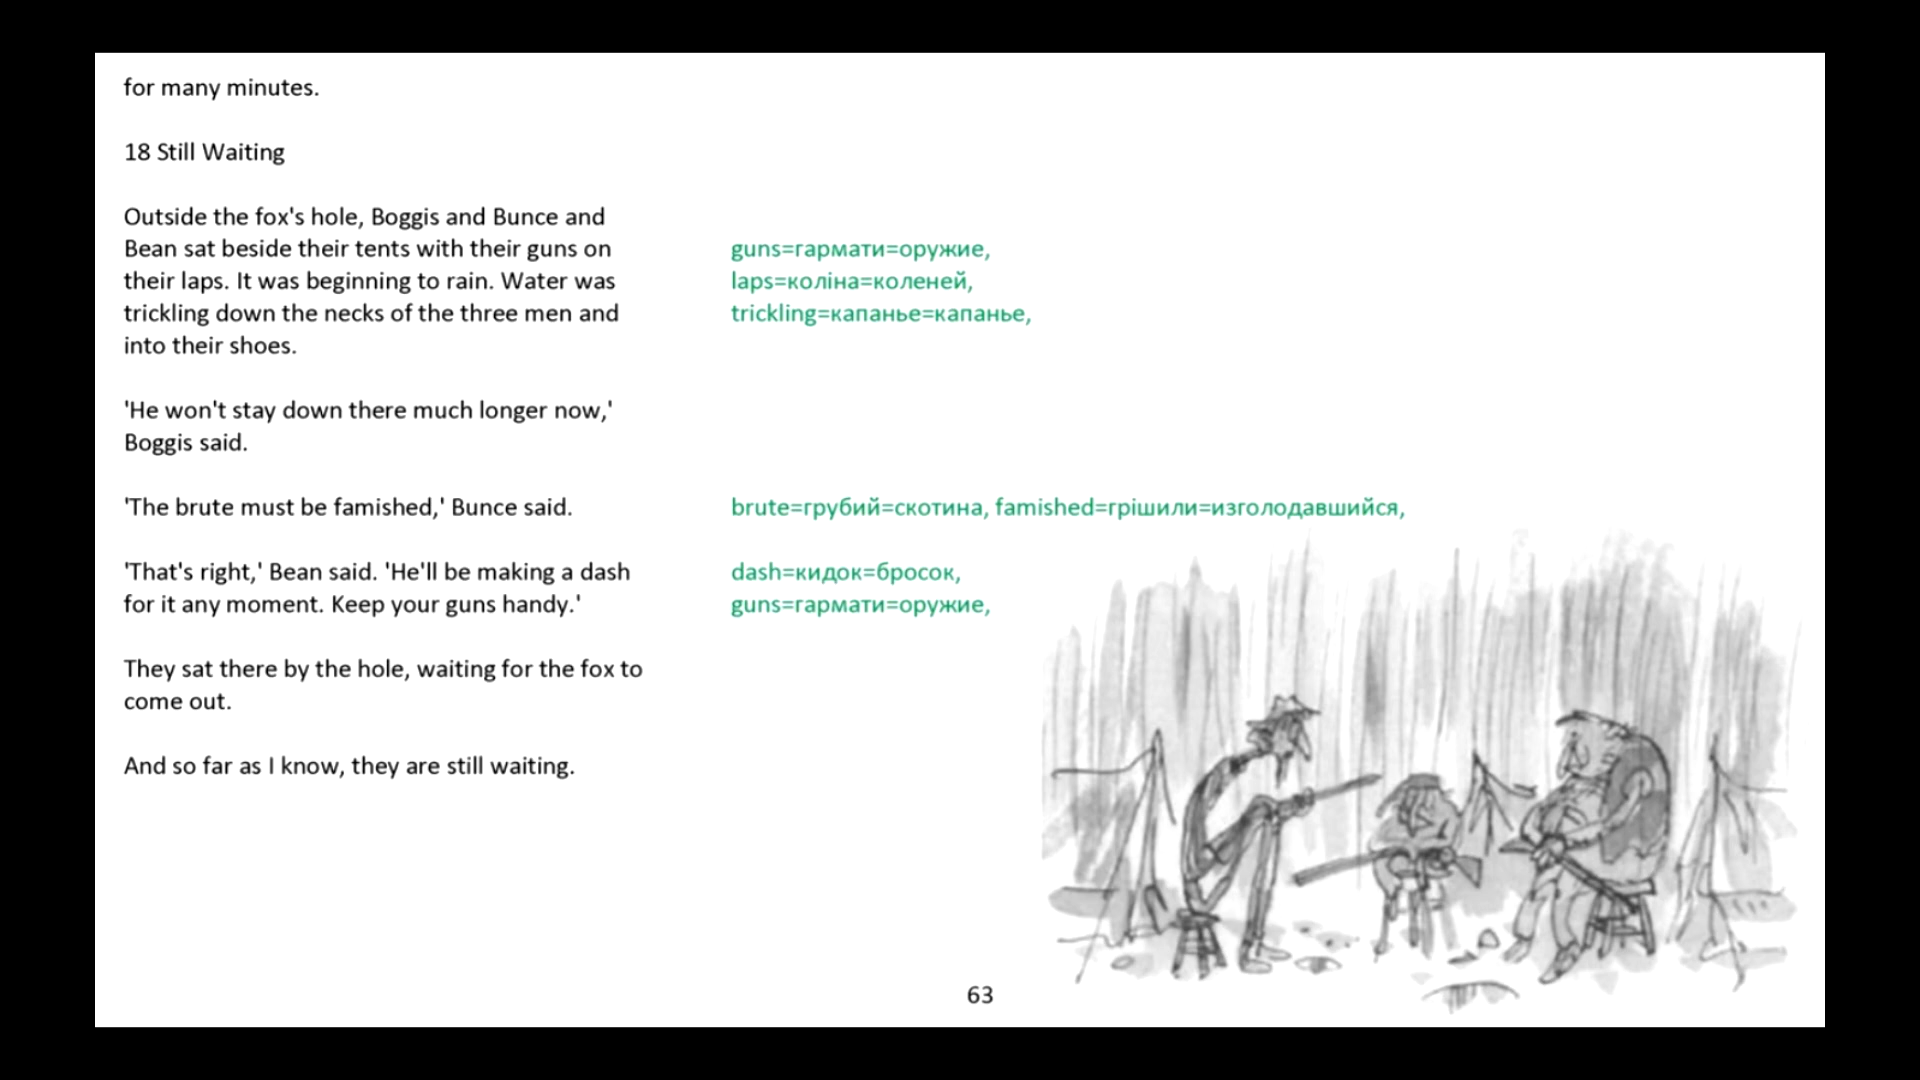 for many minutes.
18 Still Waiting
Outside the fox's hole, Boggis and Bunce and
Bean sat beside their tents with their guns on
their laps. It was beginning to rain. Water was
trickling down the necks of the three men and
into their shoes.
guns=гармати=оружие,
laps=коліна=коленей,
trickling=капанье=капанье,
'He won't stay down there much longer now,'
Boggis said.
'The brute must be famished,' Bunce said.
brute=грубий=скотина, famished=грішили=изголодавшийся,
'That's right,' Bean said. 'He'll be making a dash
for it any moment. Keep your guns handy.'
dash=кидок=бросок,
guns=гармати=оружие,
They sat there by the hole, waiting for the fox to
come out.
And so far as I know, they are still waiting.
63